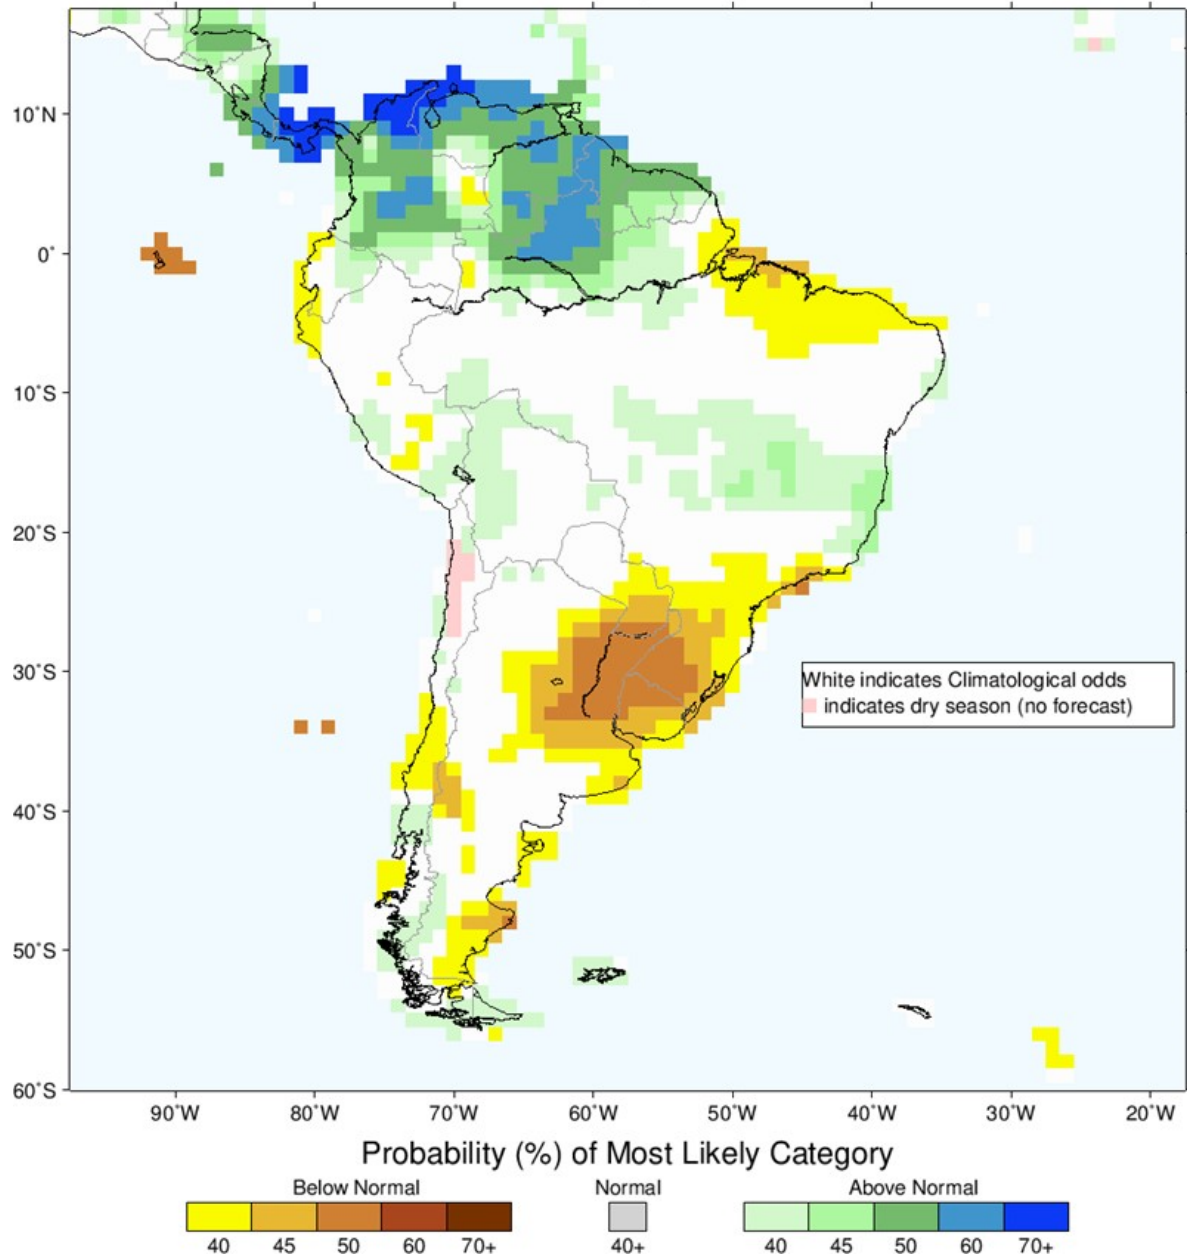 10°N
0°
10°S
20°S
30°S
40°S
50°S
60°S
White indicates Climatological odds
indicates dry season (no forecast)
90°W 80°W 70°W 60°W 50°W 40°W 30°W 20°W
Probability (%) of Most Likely Category
Below Normal Normal Above Normal
40 45 50 60 70+ 40+ 40 45 50 60 70+